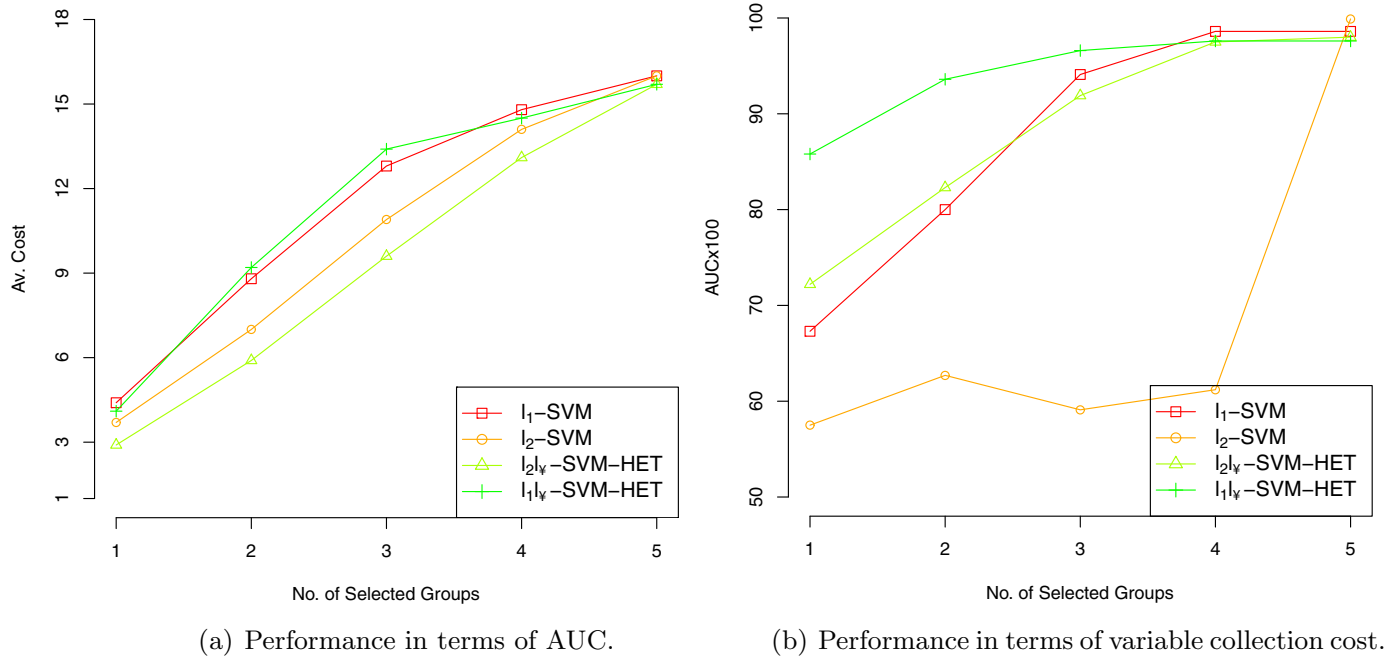 18
15
12
9
6
3
1
Av. Cost
1 2 3 4 5
No. of Selected Groups
l₁−SVM
l₂−SVM
l₂l¥−SVM−HET
l₁l¥−SVM−HET
(a) Performance in terms of AUC.
100
90
80
70
60
50
AUCx100
1 2 3 4 5
No. of Selected Groups
l₁−SVM
l₂−SVM
l₂l¥−SVM−HET
l₁l¥−SVM−HET
(b) Performance in terms of variable collection cost.